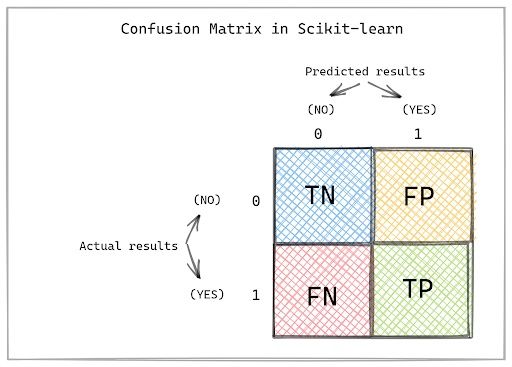 Confusion Matrix in Scikit-learn
Predicted results
(NO) (YES)
0 1
TN FP
(NO) 0
Actual results
(YES) 1
FN TP